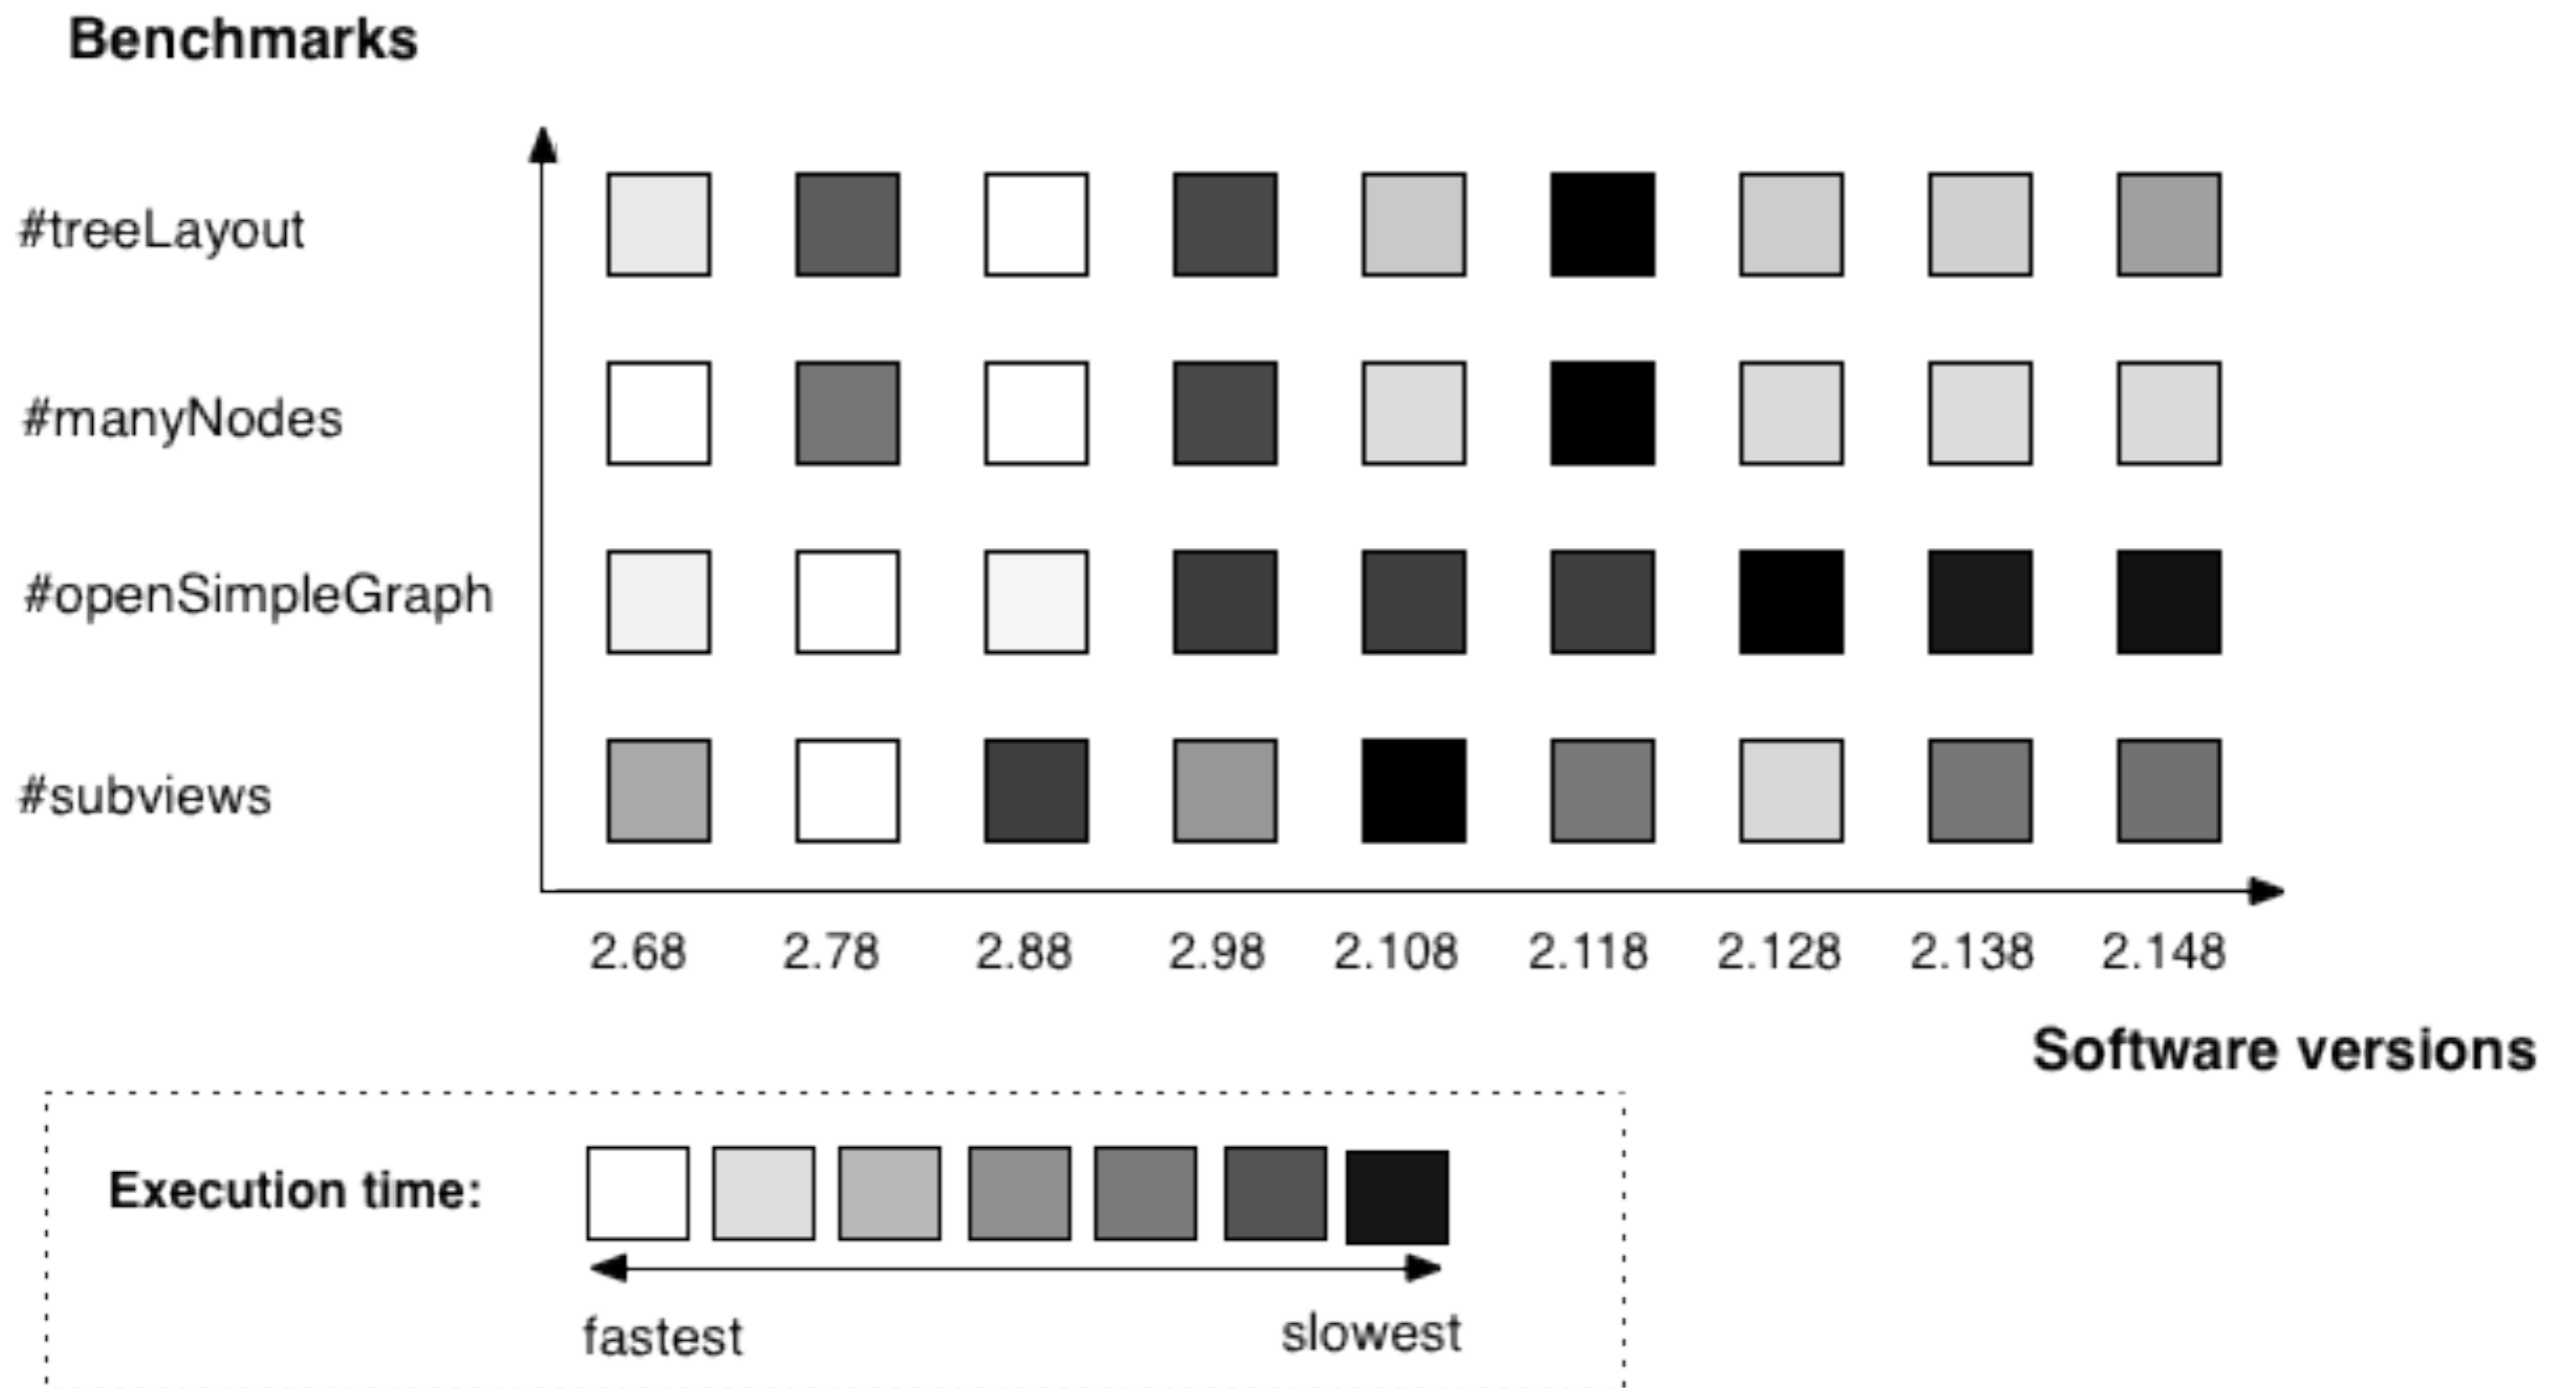 Benchmarks
#treeLayout
#manyNodes
#openSimpleGraph
#subviews
2.68 2.78 2.88 2.98 2.108 2.118 2.128 2.138 2.148
Software versions
Execution time:
fastest slowest